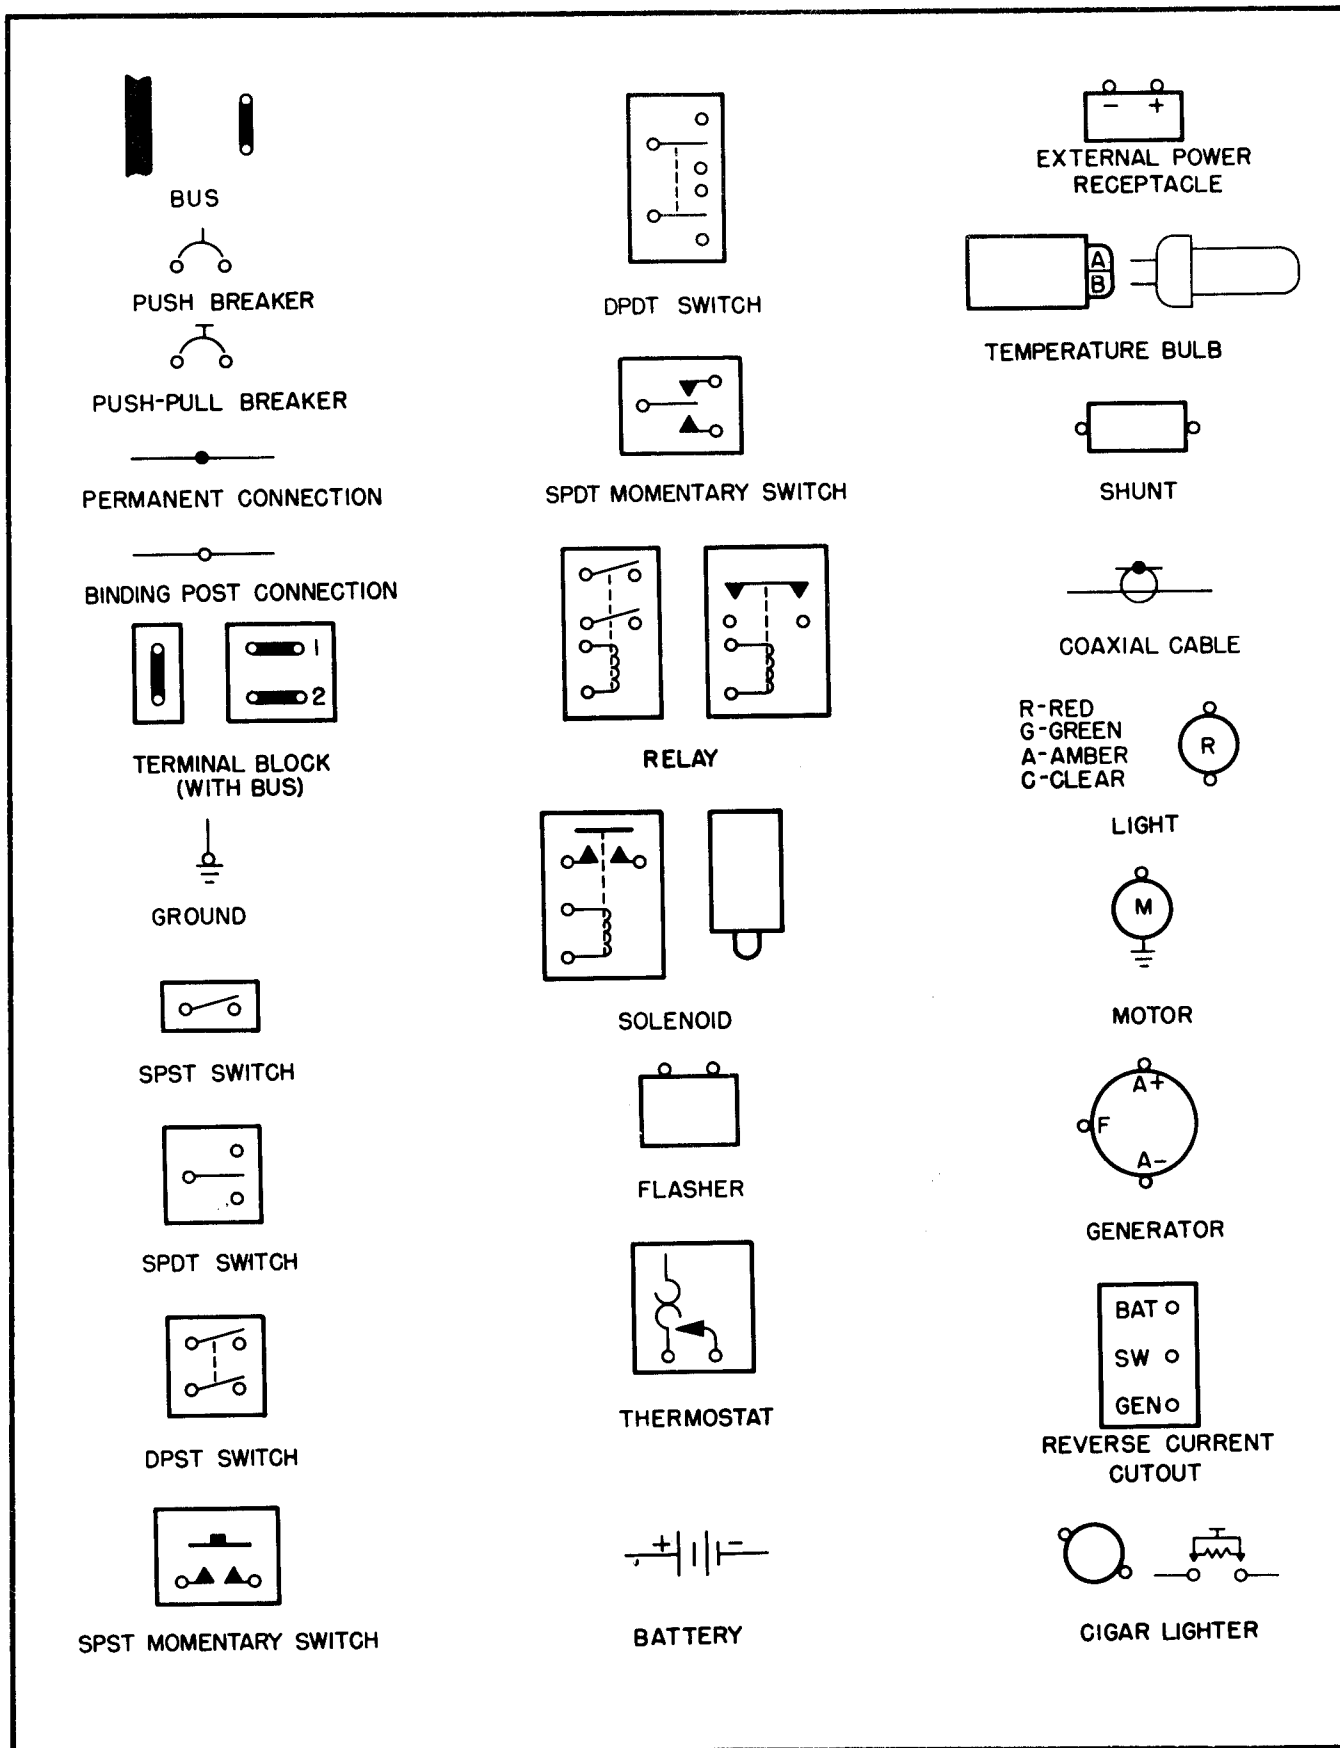 BUS
PUSH BREAKER
PUSH-PULL BREAKER
PERMANENT CONNECTION
BINDING POST CONNECTION
1
2
TERMINAL BLOCK
(WITH BUS)
GROUND
SPST SWITCH
SPDT SWITCH
DPST SWITCH
SPST MOMENTARY SWITCH
DPDT SWITCH
SPDT MOMENTARY SWITCH
RELAY
SOLENOID
FLASHER
THERMOSTAT
+ -
BATTERY
- +
EXTERNAL POWER
RECEPTACLE
A
B
TEMPERATURE BULB
SHUNT
COAXIAL CABLE
R-RED
G-GREEN
A-AMBER
C-CLEAR
R
LIGHT
M
MOTOR
A+
F
A-
GENERATOR
BAT
SW
GEN
REVERSE CURRENT
CUTOUT
CIGAR LIGHTER